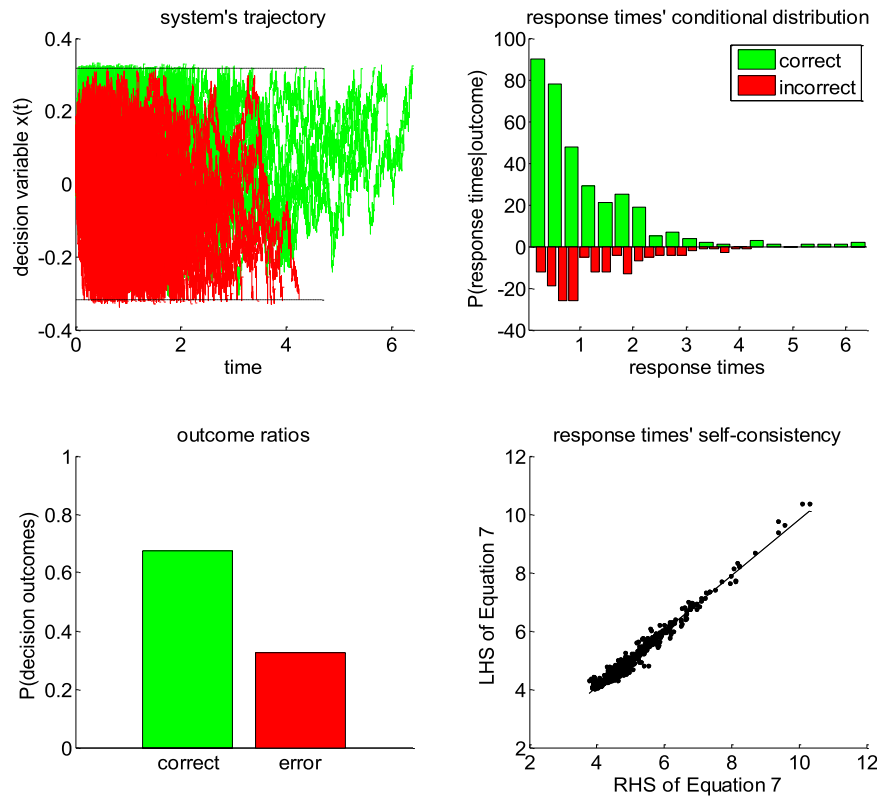 system's trajectory
0.4
0.2
0
-0.2
-0.4
decision variable x(t)
0 2 4 6
time
response times' conditional distribution
correct
incorrect
100
80
60
40
20
0
-20
-40
P(response times|outcome)
1 2 3 4 5 6
response times
outcome ratios
1
0.8
0.6
0.4
0.2
0
P(decision outcomes)
correct error
response times' self-consistency
12
10
8
6
4
2
LHS of Equation 7
2 4 6 8 10 12
RHS of Equation 7